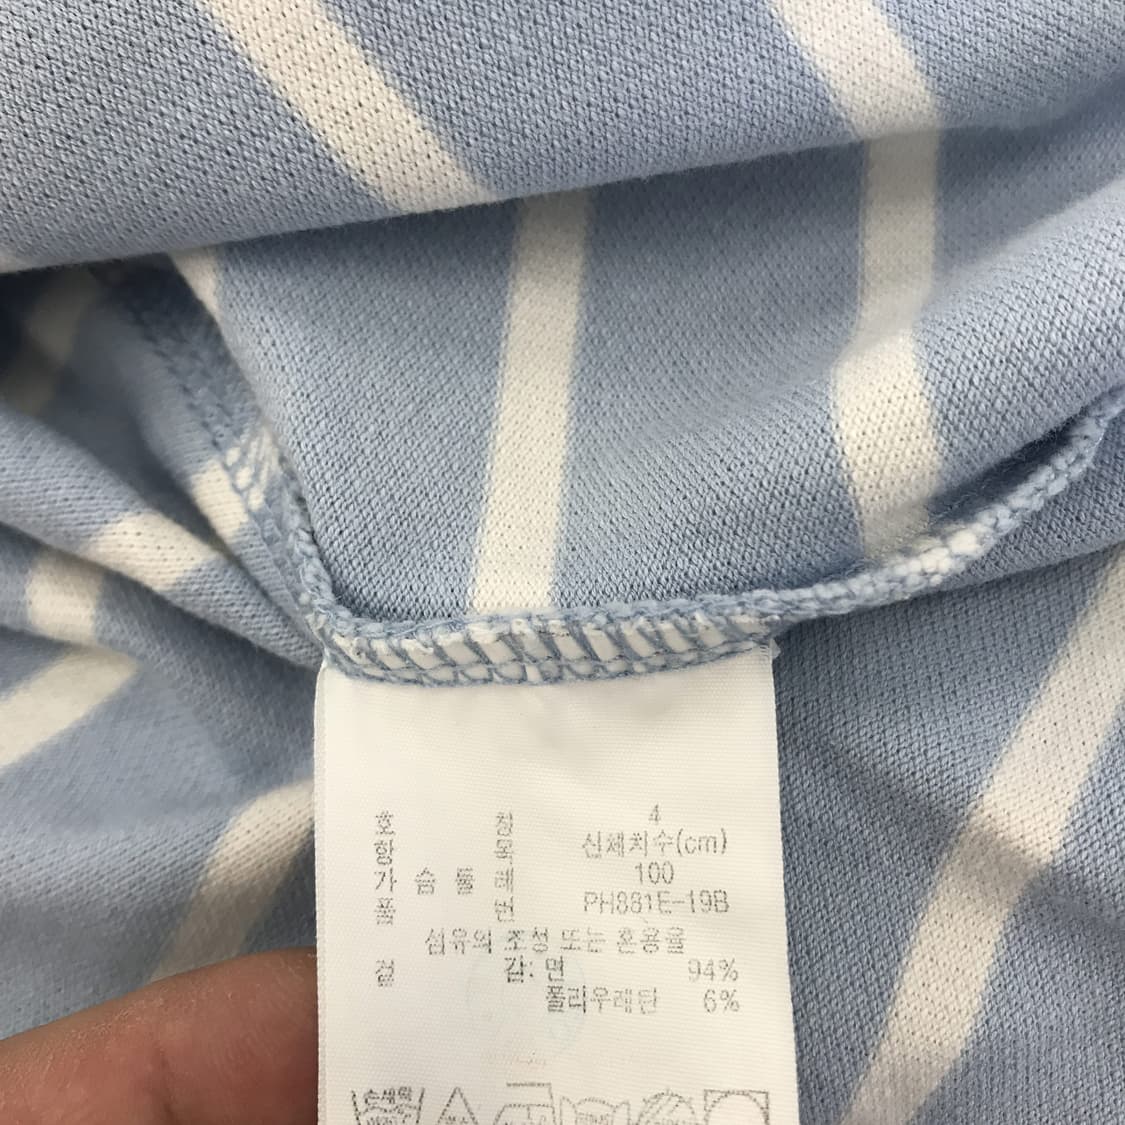 호칭 4
항목 신체치수(cm)
가슴둘레 100
품번 PH881E-19B
섬유의 조성 또는 혼용율
겉감: 면 94%
폴리우레탄 6%